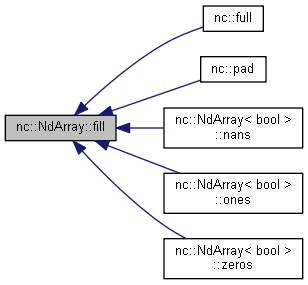 nc::full
nc::pad
nc::NdArray::fill
nc::NdArray< bool >
::nans
nc::NdArray< bool >
::ones
nc::NdArray< bool >
::zeros